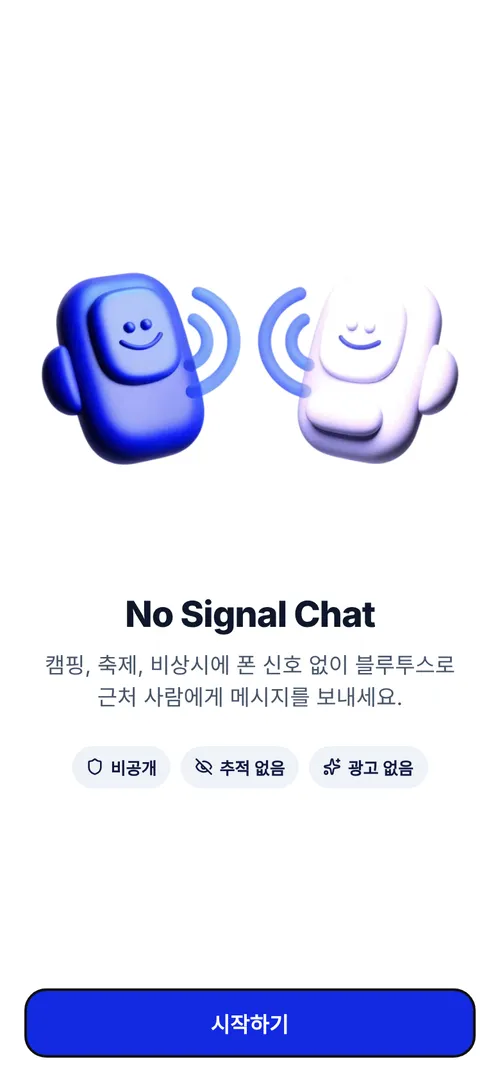 No Signal Chat
캠핑, 축제, 비상시에 폰 신호 없이 블루투스로
근처 사람에게 메시지를 보내세요.
비공개
추적 없음
광고 없음
시작하기